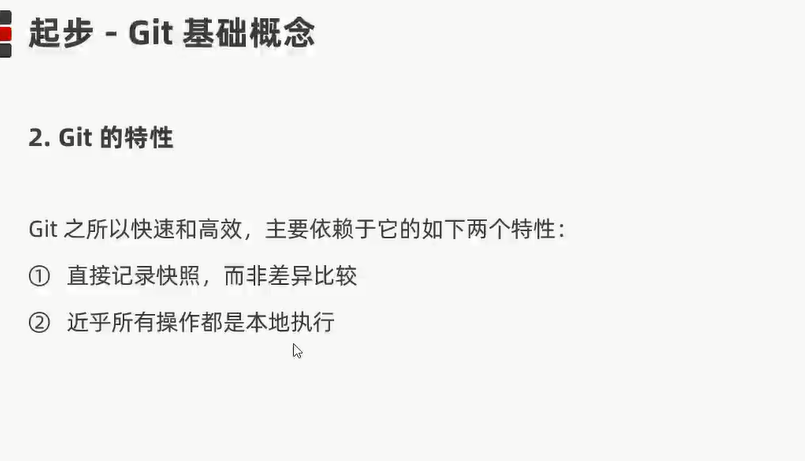 起步 - Git 基础概念
2. Git 的特性
Git 之所以快速和高效，主要依赖于它的如下两个特性：
① 直接记录快照，而非差异比较
② 近乎所有操作都是本地执行